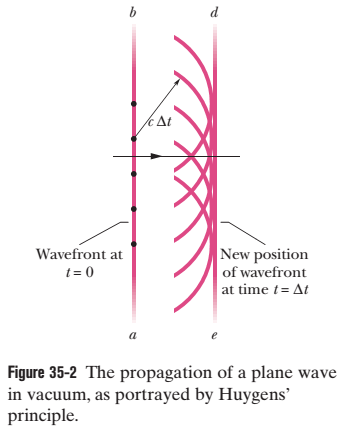 b
d
c Δt
Wavefront at
t = 0
New position
of wavefront
at time t = Δt
a
e
Figure 35-2 The propagation of a plane wave
in vacuum, as portrayed by Huygens’
principle.